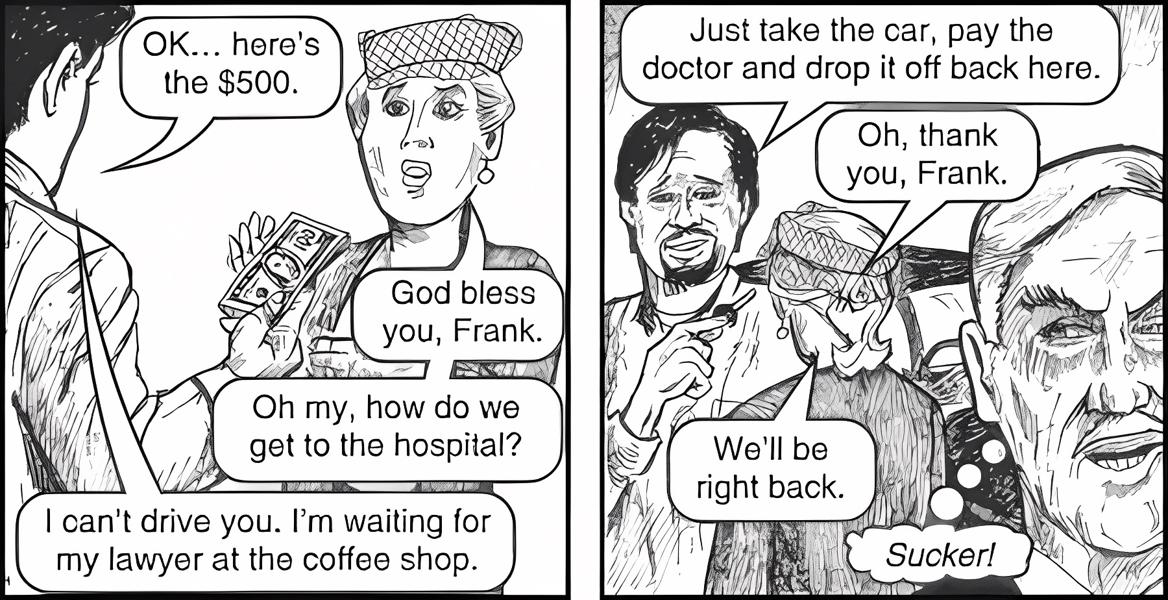 OK... here's
the $500.
God bless
you, Frank.
Oh my, how do we
get to the hospital?
I can't drive you. I'm waiting for
my lawyer at the coffee shop.
Just take the car, pay the
doctor and drop it off back here.
Oh, thank
you, Frank.
We'll be
right back.
Sucker!